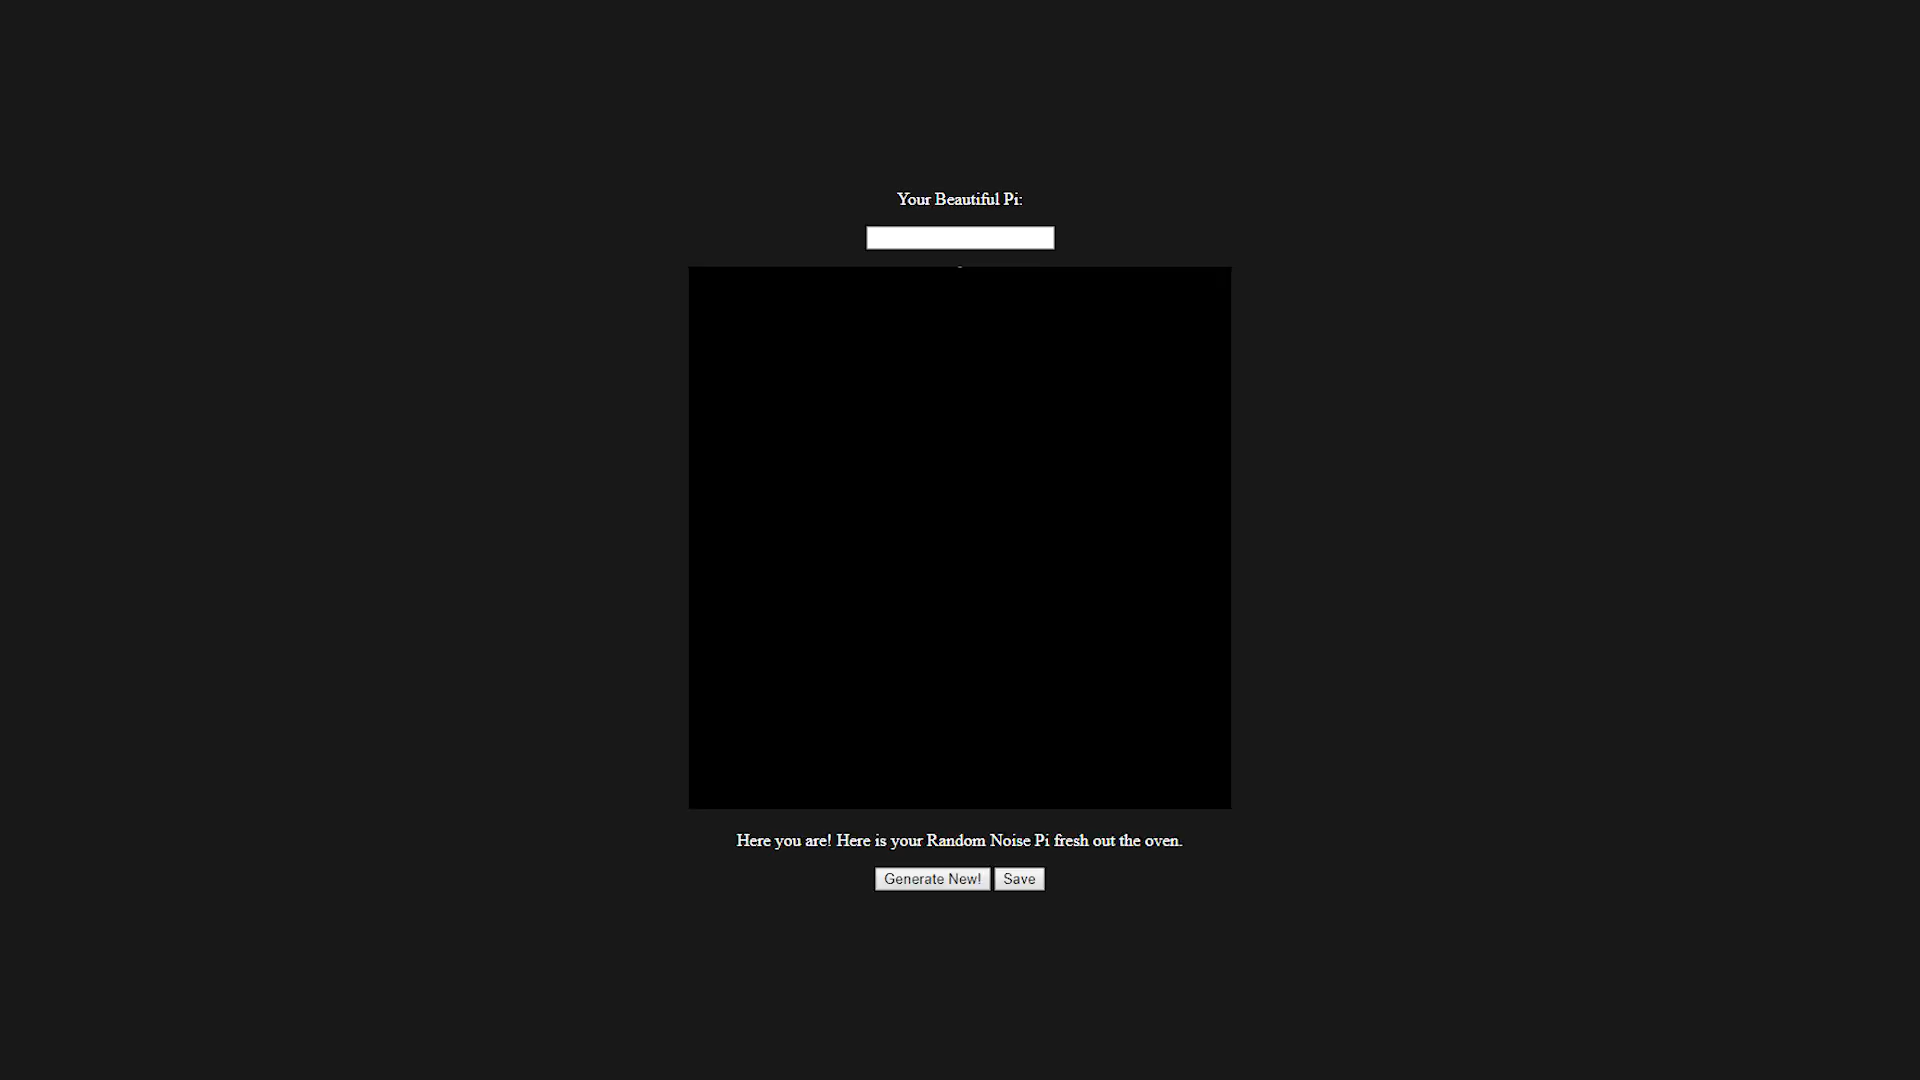 Your Beautiful Pi:
Here you are! Here is your Random Noise Pi fresh out the oven.
Generate New! Save